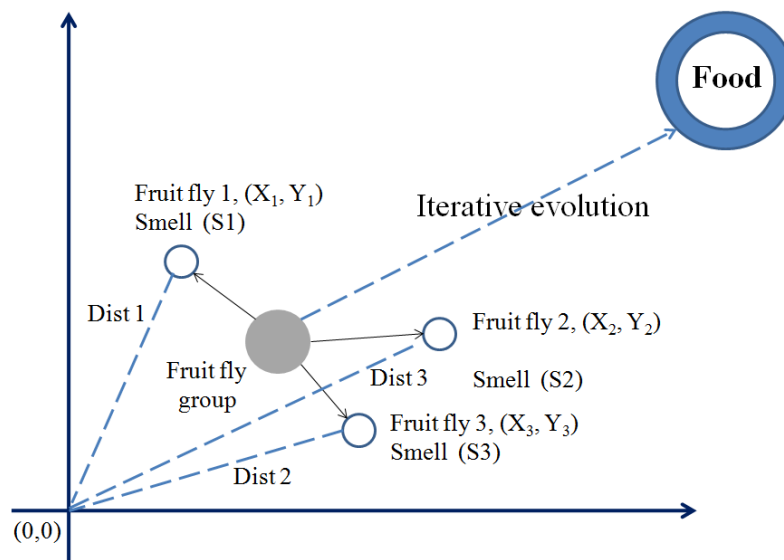 Food
Fruit fly 1, (X₁, Y₁)
Smell (S1)
Iterative evolution
Dist 1
Fruit fly 2, (X₂, Y₂)
Fruit fly
group
Dist 3
Smell (S2)
Fruit fly 3, (X₃, Y₃)
Smell (S3)
Dist 2
(0,0)